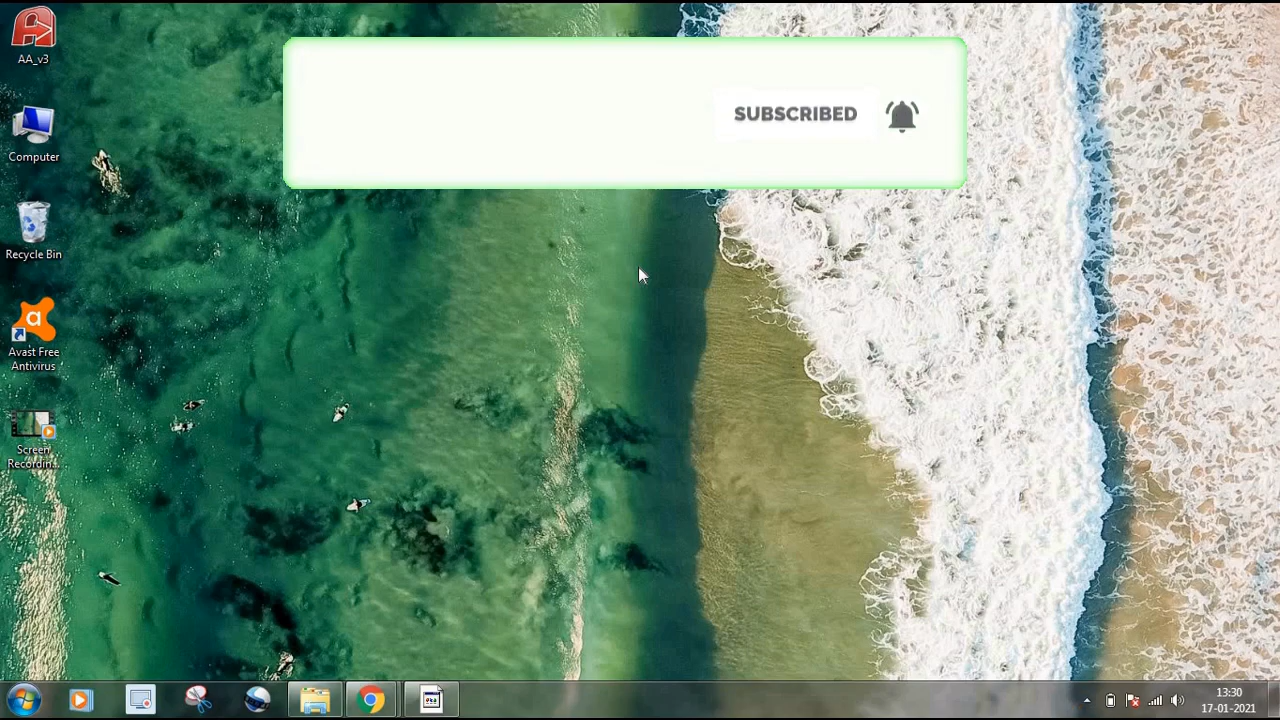 AA_v3
SUBSCRIBED
Computer
Recycle Bin
Avast Free
Antivirus
Screen
Recordin...
13:30
17-01-2021